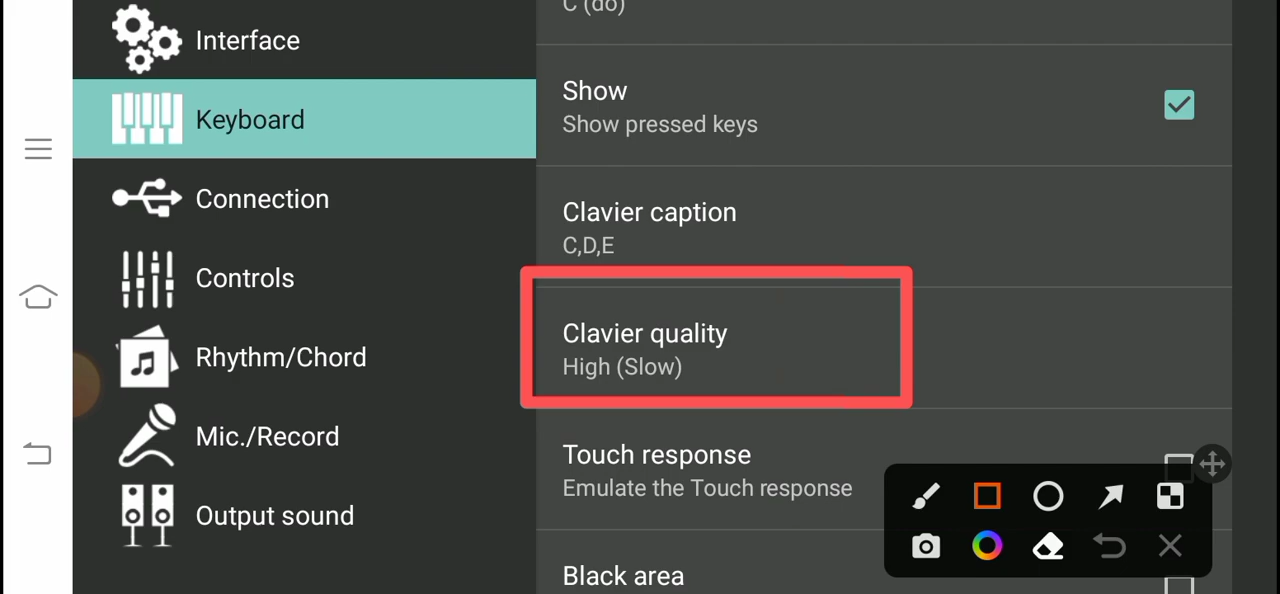 Interface
Keyboard
Connection
Controls
Rhythm/Chord
Mic./Record
Output sound
C (do)
Show
Show pressed keys
Clavier caption
C,D,E
Clavier quality
High (Slow)
Touch response
Emulate the Touch response
Black area